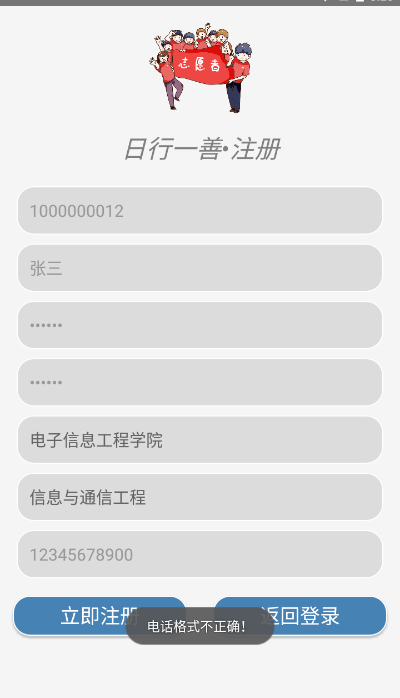 志愿者
日行一善•注册
1000000012
张三
••••••
••••••
电子信息工程学院
信息与通信工程
12345678900
立即注册 返回登录
电话格式不正确！